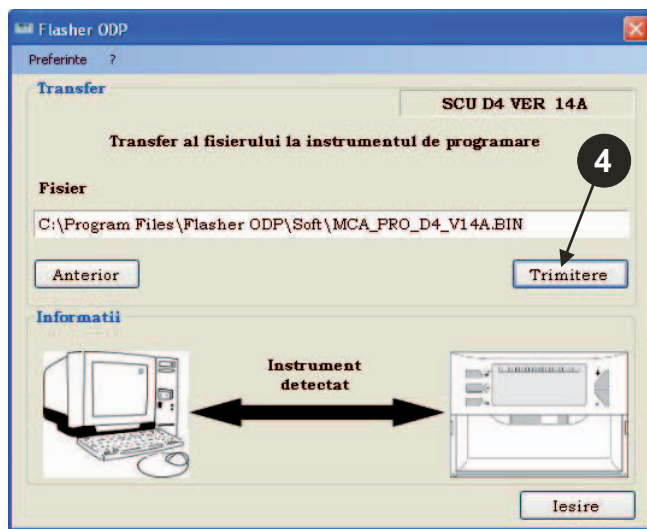 Flasher ODP
Preferinte ?
Transfer
SCU D4 VER 14A
Transfer al fisierului la instrumentul de programare
4
Fisier
C:\Program Files\Flasher ODP\Soft\MCA_PRO_D4_V14A.BIN
Anterior
Trimitere
Informatii
Instrument
detectat
Iesire